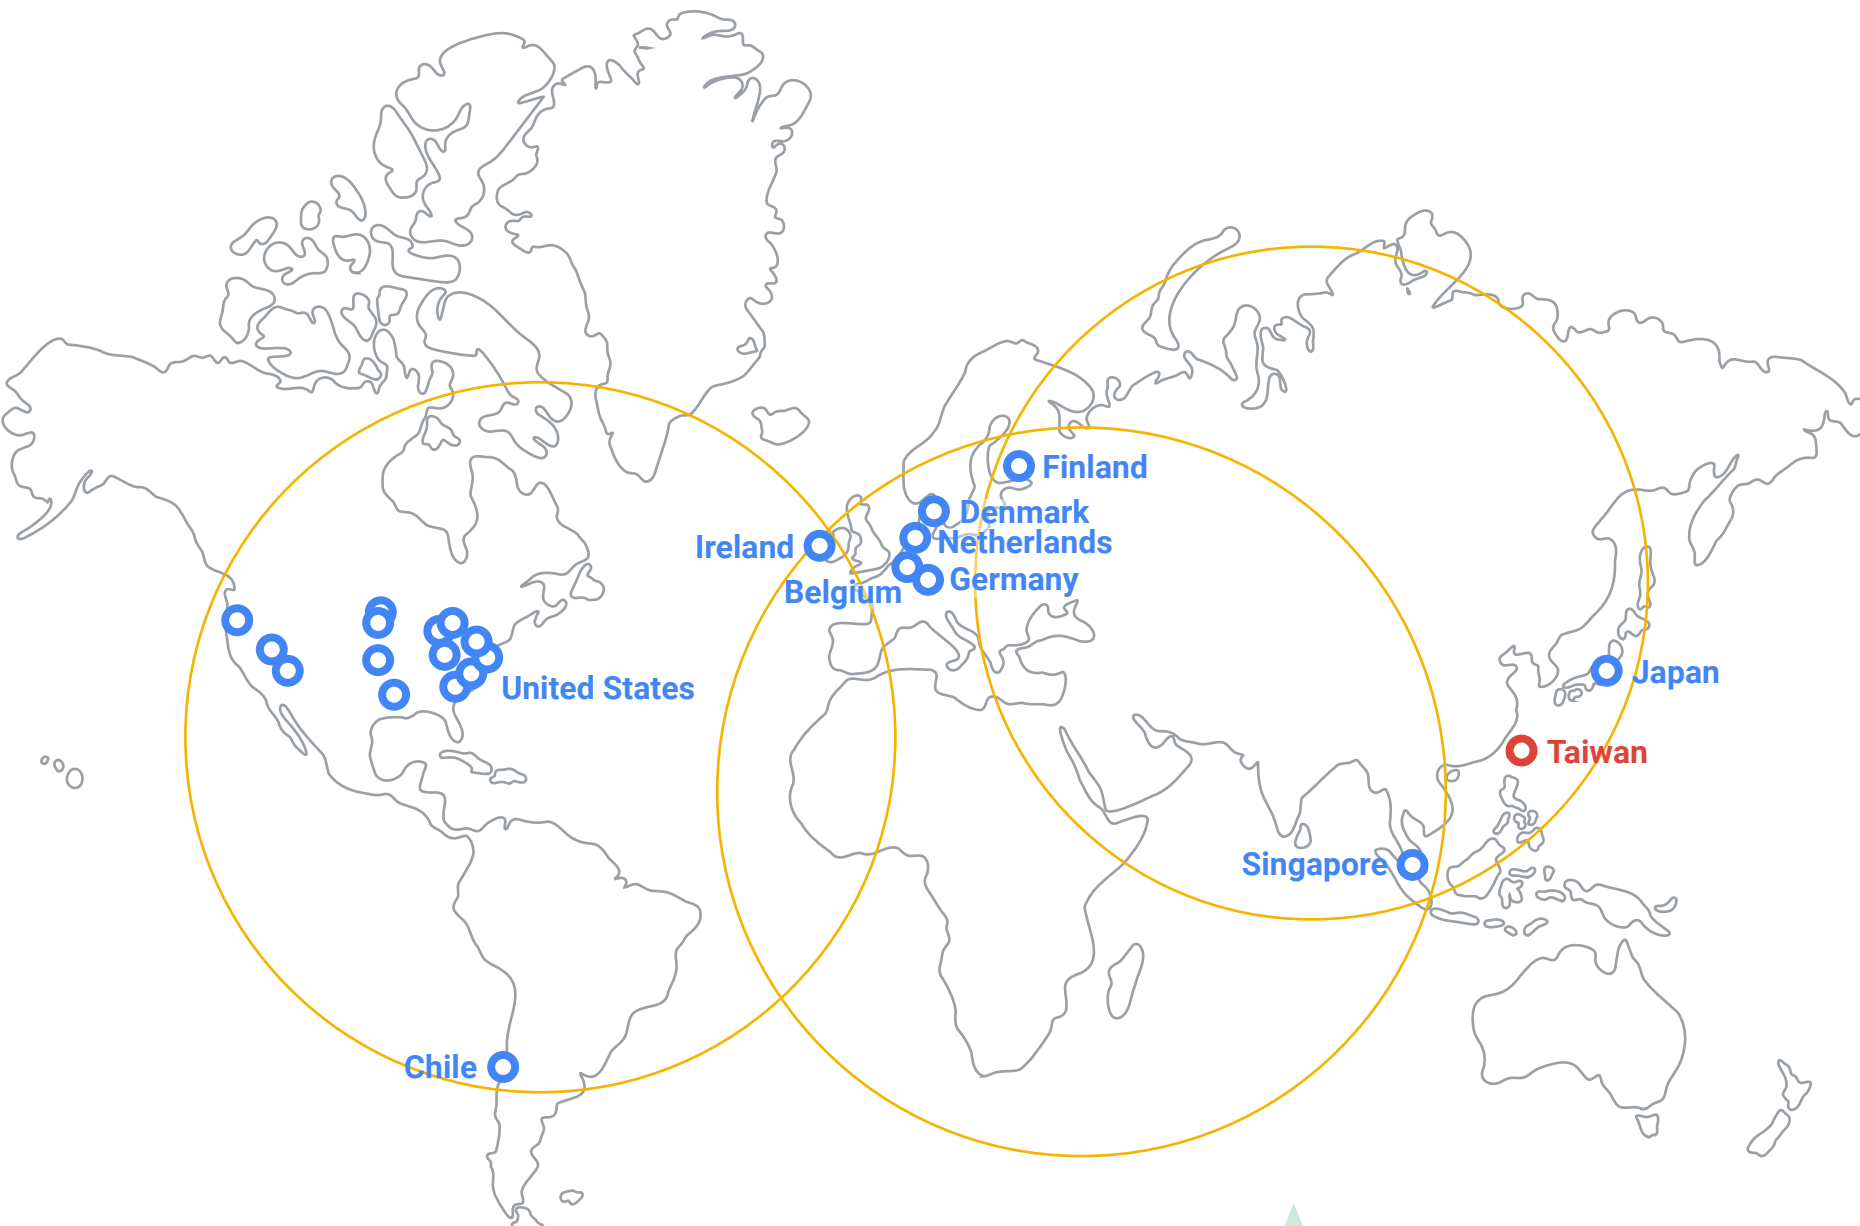 Finland
Denmark
Netherlands
Ireland
Germany
Belgium
United States
Japan
Taiwan
Singapore
Chile